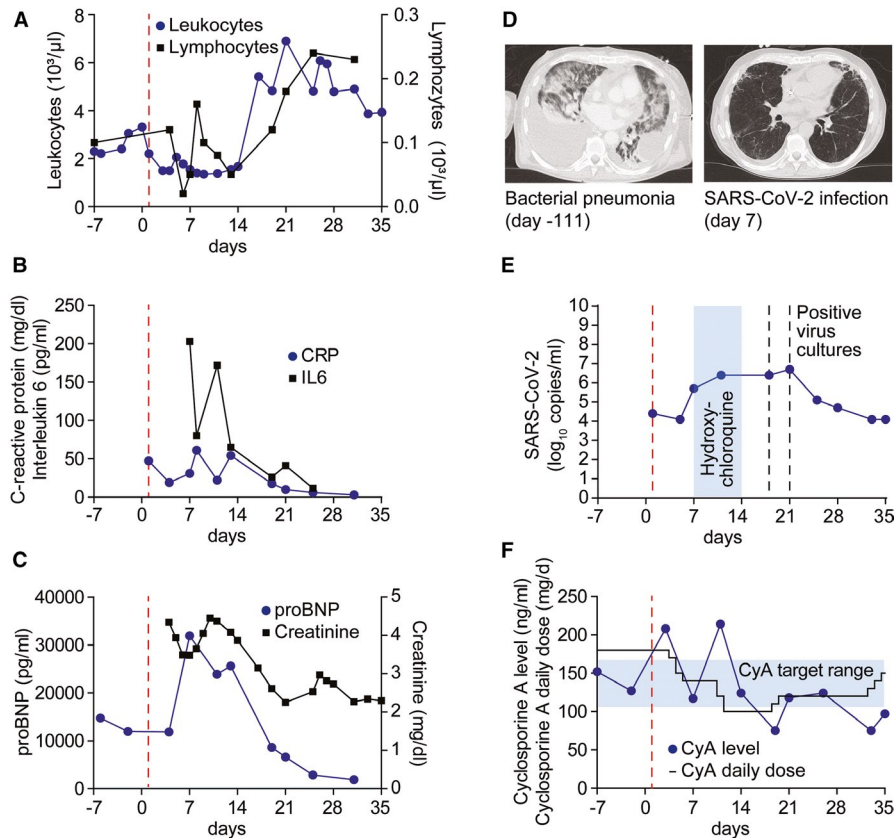 A
Leukocytes (10³/µl)
8
6
4
2
0
Leukocytes
Lymphocytes
0.3
0.2
0.1
0.0
Lymphozytes (10³/µl)
-7 0 7 14 21 28 35
days
B
C-reactive protein (mg/dl)
Interleukin 6 (pg/ml)
250
200
150
100
50
0
CRP
IL6
-7 0 7 14 21 28 35
days
C
proBNP (pg/ml)
40000
30000
20000
10000
0
proBNP
Creatinine
5
4
3
2
1
0
Creatinine (mg/dl)
-7 0 7 14 21 28 35
days
D
Bacterial pneumonia
(day -111)
SARS-CoV-2 infection
(day 7)
E
SARS-CoV-2
(log₁₀ copies/ml)
10
9
8
7
6
5
4
3
2
1
0
Hydroxy-
chloroquine
Positive
virus
cultures
-7 0 7 14 21 28 35
days
F
Cyclosporine A level (ng/ml)
Cyclosporine A daily dose (mg/d)
250
200
150
100
50
0
CyA target range
CyA level
CyA daily dose
-7 0 7 14 21 28 35
days